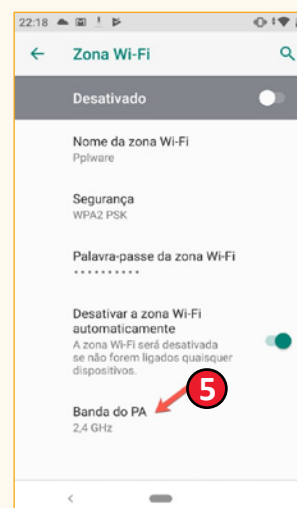 22:18
Zona Wi-Fi
Desativado
Nome da zona Wi-Fi
Pplware
Segurança
WPA2 PSK
Palavra-passe da zona Wi-Fi
••••••••••
Desativar a zona Wi-Fi
automaticamente
A zona Wi-Fi será desativada
se não forem ligados quaisquer
dispositivos.
5
Banda do PA
2,4 GHz